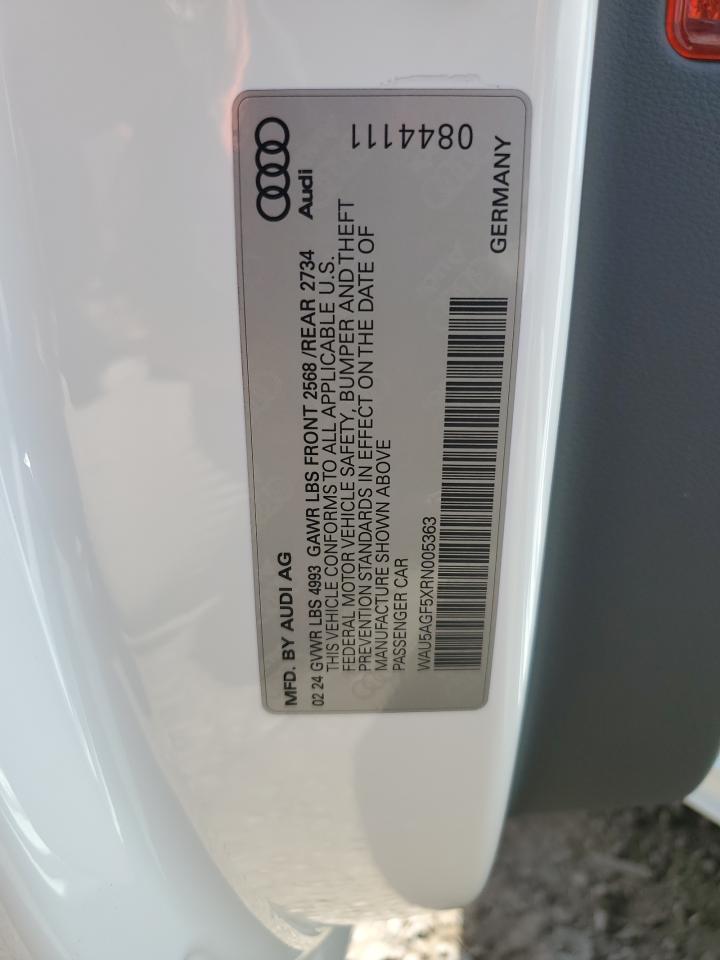 MFD. BY AUDI AG
Audi
02 24 GVWR LBS 4993 GAWR LBS FRONT 2568 /REAR 2734
THIS VEHICLE CONFORMS TO ALL APPLICABLE U.S.
FEDERAL MOTOR VEHICLE SAFETY, BUMPER AND THEFT
PREVENTION STANDARDS IN EFFECT ON THE DATE OF
MANUFACTURE SHOWN ABOVE
PASSENGER CAR
WAU5AGF5XRN005363
0844111
GERMANY